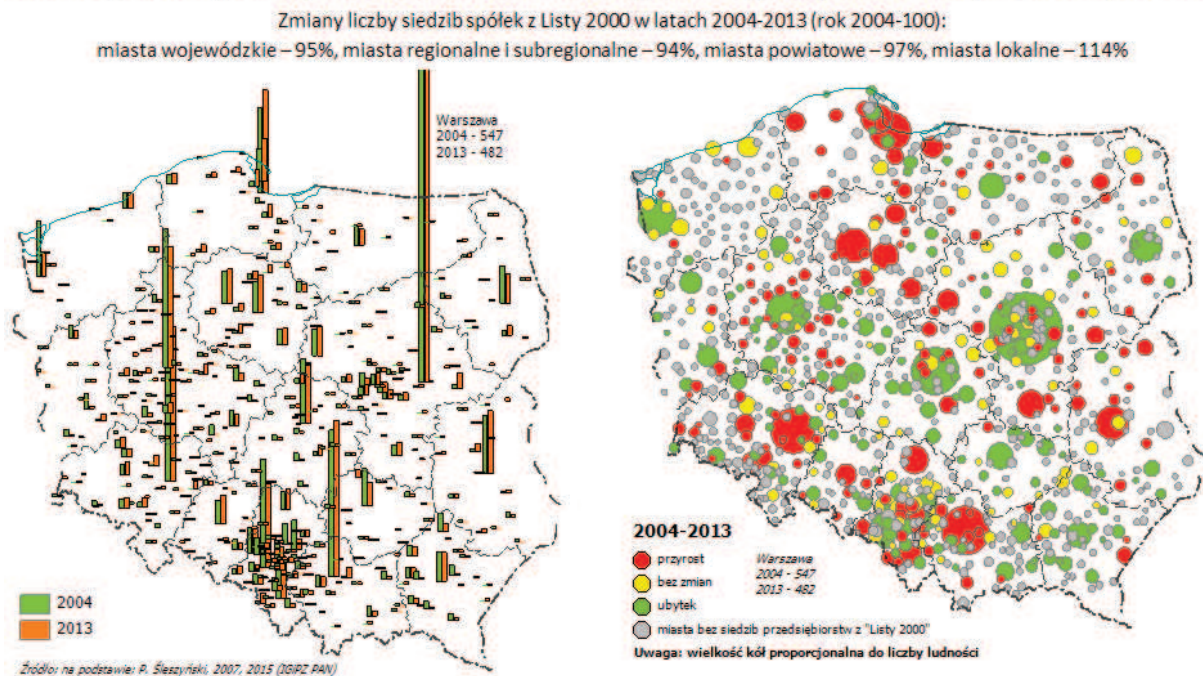 Zmiany liczby siedzib spółek z Listy 2000 w latach 2004-2013 (rok 2004-100):
miasta wojewódzkie – 95%, miasta regionalne i subregionalne – 94%, miasta powiatowe – 97%, miasta lokalne – 114%
Warszawa
2004 - 547
2013 - 482
2004
2013
Źródło: na podstawie: P. Śleszyński, 2007, 2015 (IGiPZ PAN)
2004-2013
przyrost
bez zmian
ubytek
miasta bez siedzib przedsiębiorstw z "Listy 2000"
Warszawa
2004 - 547
2013 - 482
Uwaga: wielkość kół proporcjonalna do liczby ludności